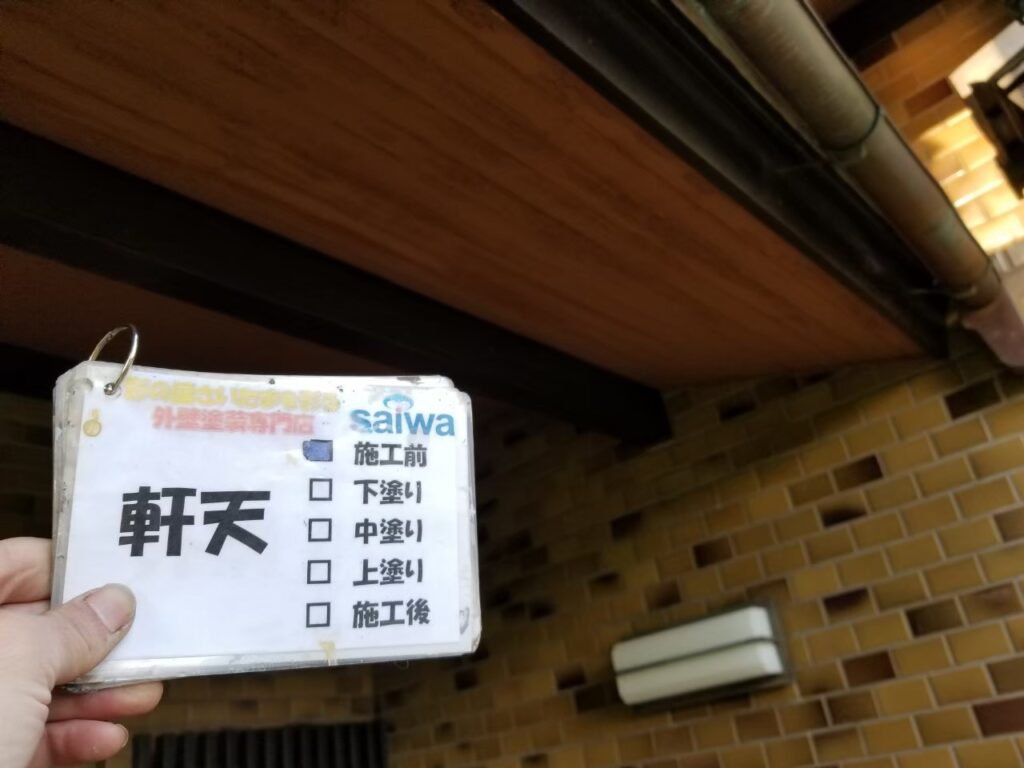 外壁塗装専門店
saiwa
施工前
下塗り
軒天
中塗り
上塗り
施工後